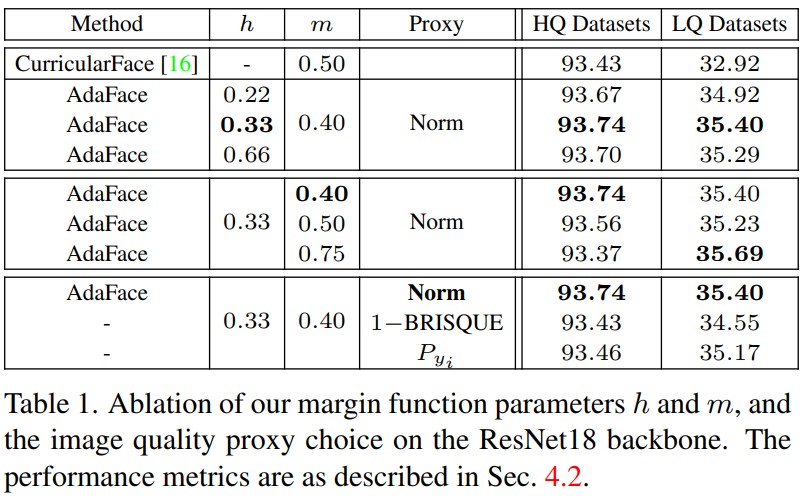 Method h m Proxy HQ Datasets LQ Datasets
CurricularFace [16] - 0.50 93.43 32.92
AdaFace 0.22 93.67 34.92
AdaFace 0.33 0.40 Norm 93.74 35.40
AdaFace 0.66 93.70 35.29
AdaFace 0.40 93.74 35.40
AdaFace 0.33 0.50 Norm 93.56 35.23
AdaFace 0.75 93.37 35.69
AdaFace Norm 93.74 35.40
- 0.33 0.40 1−BRISQUE 93.43 34.55
- P_{y_i} 93.46 35.17
Table 1. Ablation of our margin function parameters h and m, and
the image quality proxy choice on the ResNet18 backbone. The
performance metrics are as described in Sec. 4.2.